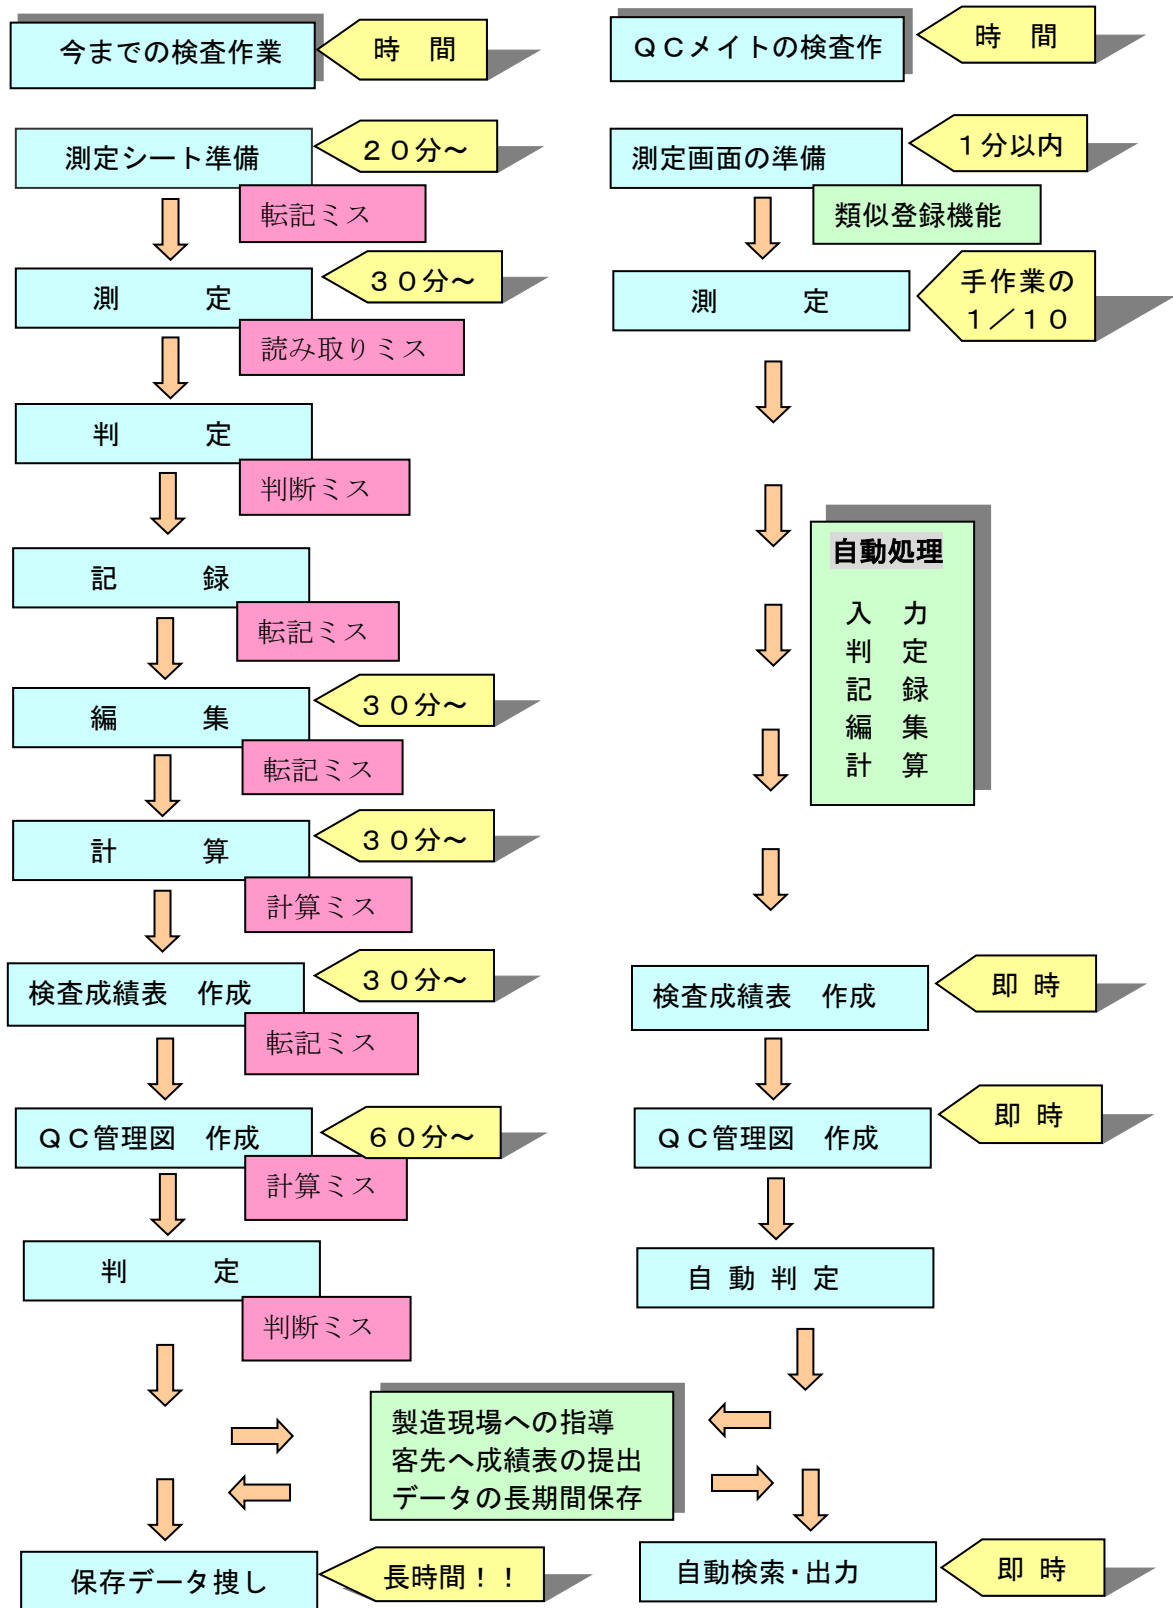 今までの検査作業
時　間
測定シート準備
２０分～
転記ミス
測　　　定
３０分～
読み取りミス
判　　　定
判断ミス
記　　　録
転記ミス
編　　　集
３０分～
転記ミス
計　　　算
３０分～
計算ミス
検査成績表　作成
３０分～
転記ミス
ＱＣ管理図　作成
６０分～
計算ミス
判　　　定
判断ミス
保存データ捜し
長時間！！
ＱＣメイトの検査作
時　間
測定画面の準備
１分以内
類似登録機能
測　　　定
手作業の
１／１０
自動処理
入　力
判　定
記　録
編　集
計　算
検査成績表　作成
即 時
ＱＣ管理図　作成
即 時
自 動 判 定
製造現場への指導
客先へ成績表の提出
データの長期間保存
自動検索・出力
即 時